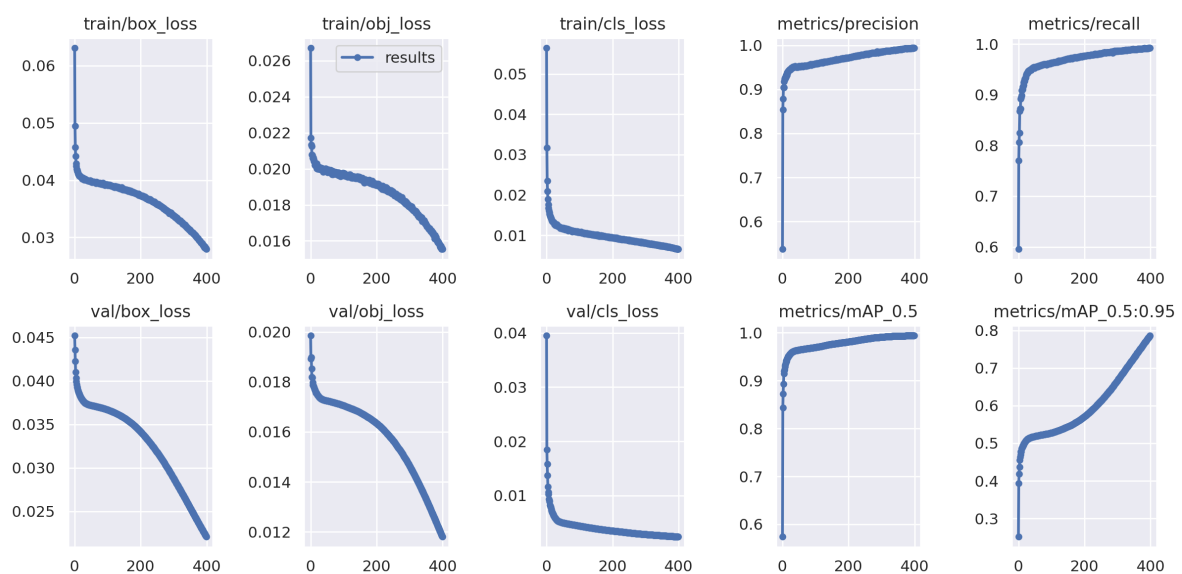 train/box_loss
0.06
0.05
0.04
0.03
0 200 400
train/obj_loss
results
0.026
0.024
0.022
0.020
0.018
0.016
0 200 400
train/cls_loss
0.05
0.04
0.03
0.02
0.01
0 200 400
metrics/precision
1.0
0.9
0.8
0.7
0.6
0 200 400
metrics/recall
1.0
0.9
0.8
0.7
0.6
0 200 400
val/box_loss
0.045
0.040
0.035
0.030
0.025
0 200 400
val/obj_loss
0.020
0.018
0.016
0.014
0.012
0 200 400
val/cls_loss
0.04
0.03
0.02
0.01
0 200 400
metrics/mAP_0.5
1.0
0.9
0.8
0.7
0.6
0 200 400
metrics/mAP_0.5:0.95
0.8
0.7
0.6
0.5
0.4
0.3
0 200 400